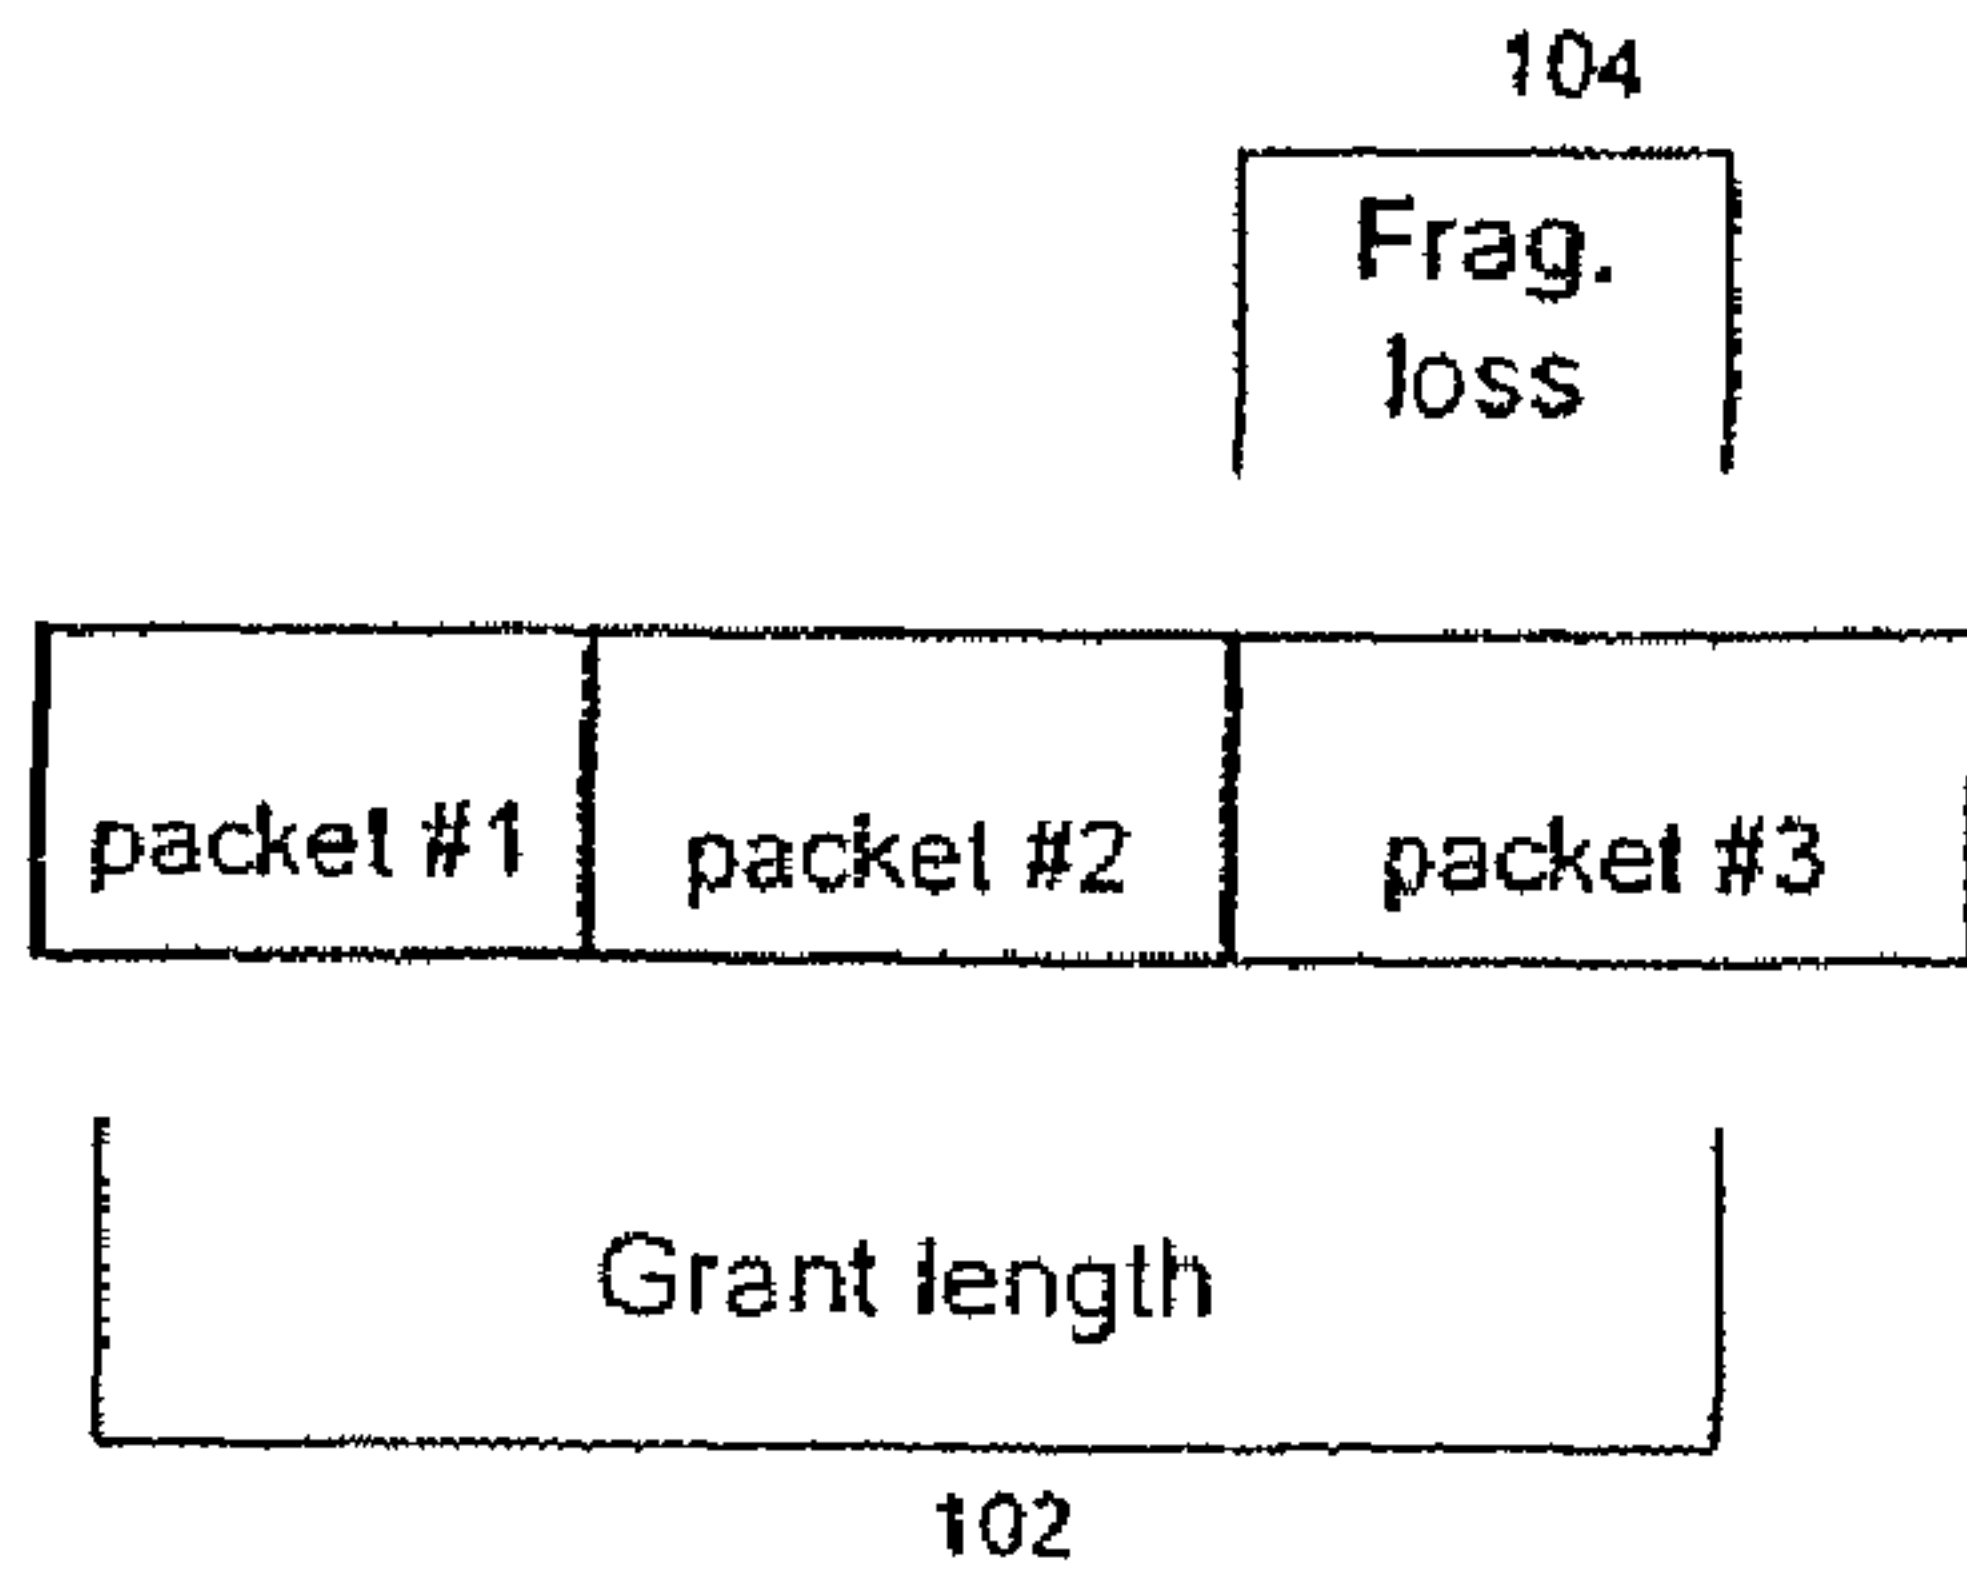 104
Frag.
loss
packet #1 packet #2 packet #3
Grant length
102